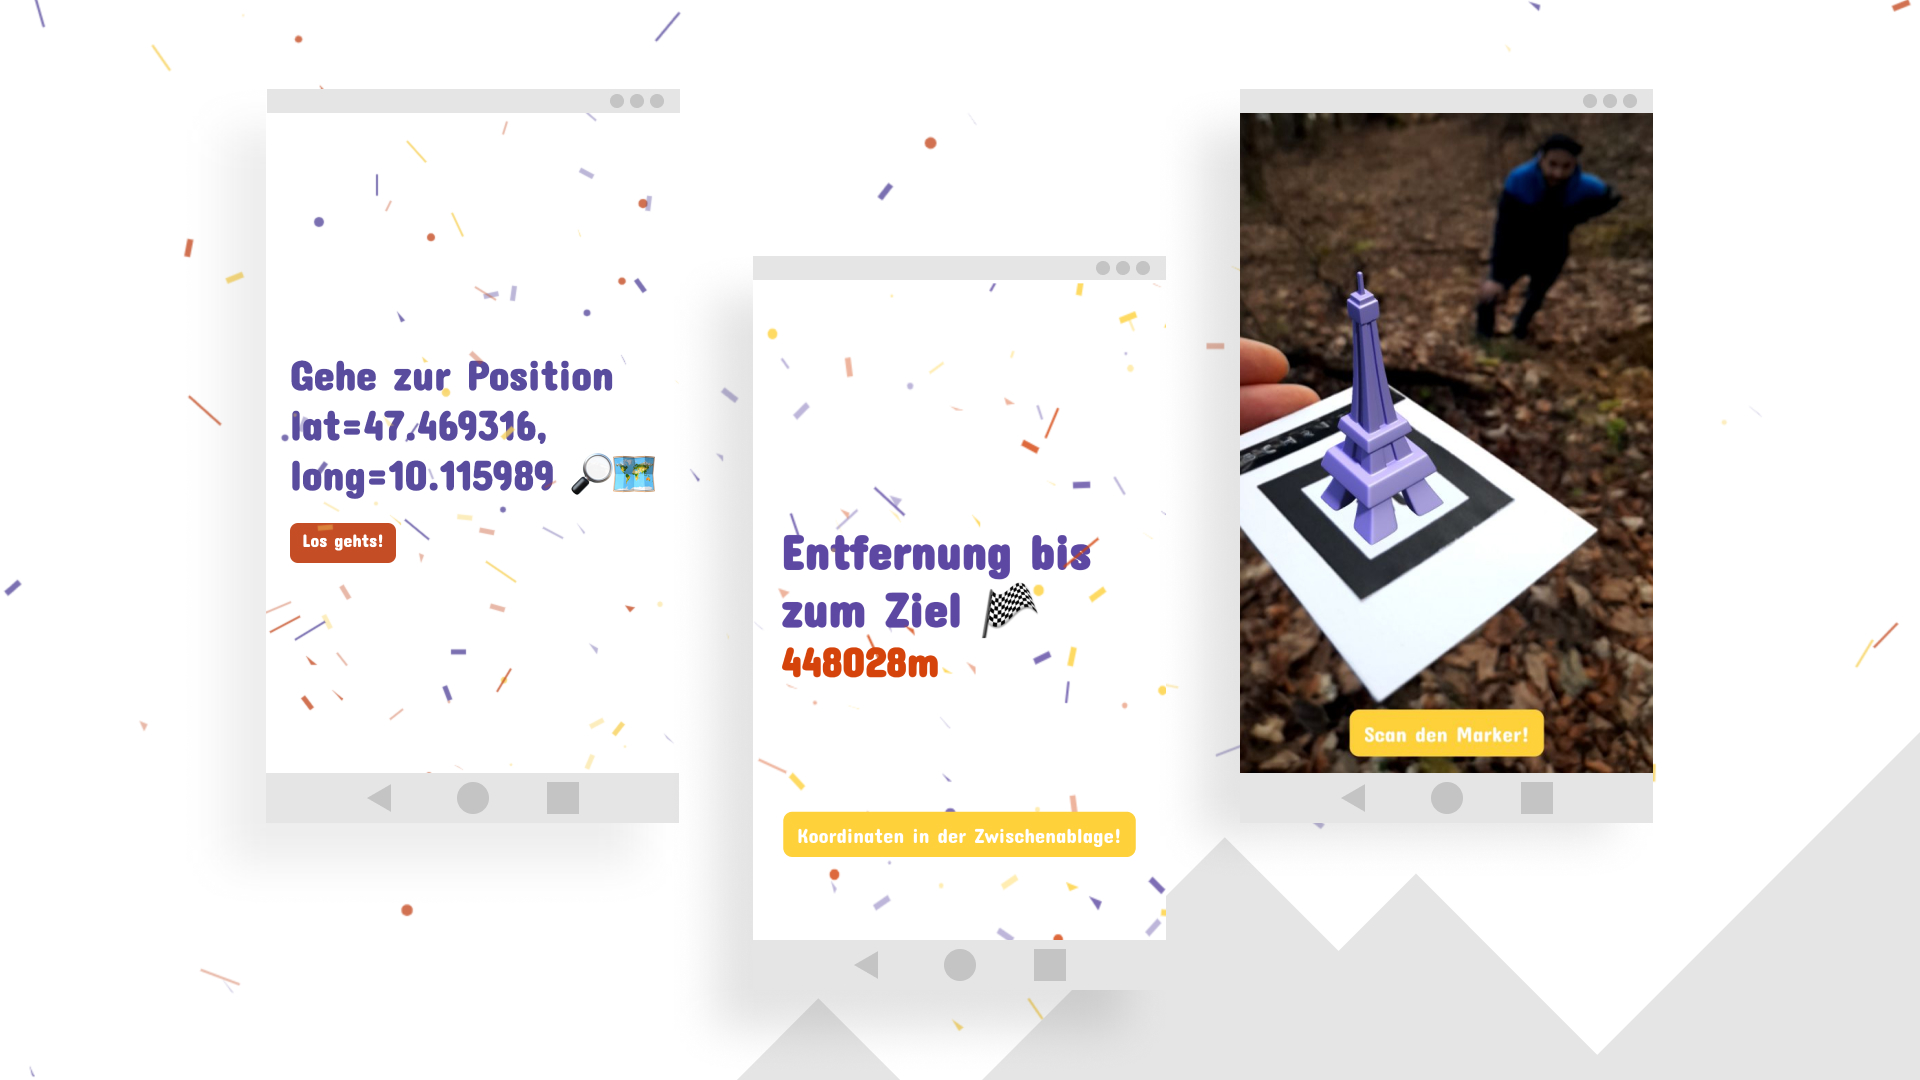 Gehe zur Position
lat=47.469316,
long=10.115989
Los gehts!
Entfernung bis
zum Ziel
448028m
Koordinaten in der Zwischenablage!
Scan den Marker!